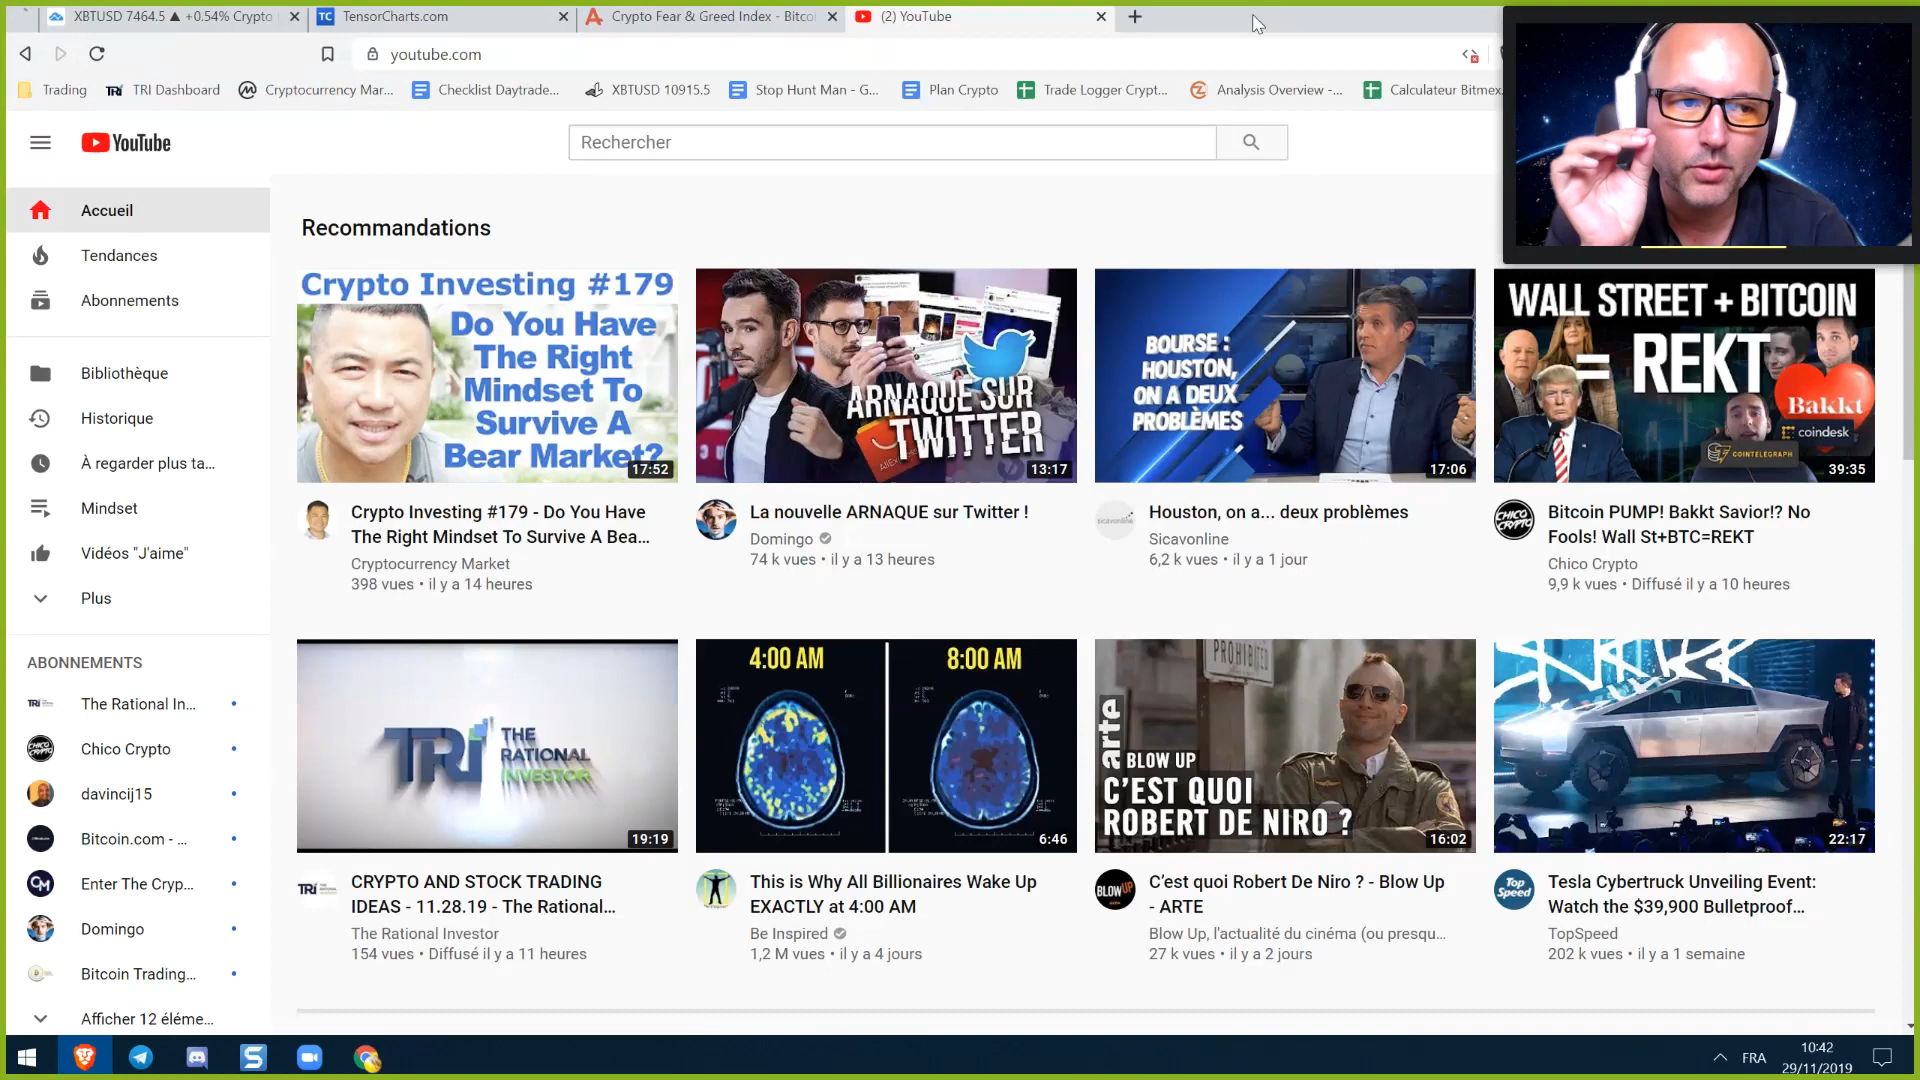 XBTUSD 7464.5 ▲ +0.54% Crypto
TensorCharts.com
Crypto Fear & Greed Index - Bitcoi
(2) YouTube
youtube.com
Trading
TRI Dashboard
Cryptocurrency Mar...
Checklist Daytrade...
XBTUSD 10915.5
Stop Hunt Man - G...
Plan Crypto
Trade Logger Crypt...
Analysis Overview -...
Calculateur Bitmex
YouTube
Rechercher
Accueil
Tendances
Abonnements
Bibliothèque
Historique
À regarder plus ta...
Mindset
Vidéos "J'aime"
Plus
ABONNEMENTS
The Rational In...
Chico Crypto
davincij15
Bitcoin.com - ...
Enter The Cryp...
Domingo
Bitcoin Trading...
Afficher 12 éléme...
Recommandations
Crypto Investing #179
Do You Have
The Right
Mindset To
Survive A
Bear Market?
17:52
Crypto Investing #179 - Do You Have
The Right Mindset To Survive A Bea...
Cryptocurrency Market
398 vues • il y a 14 heures
ARNAQUE SUR
TWITTER
13:17
La nouvelle ARNAQUE sur Twitter !
Domingo
74 k vues • il y a 13 heures
BOURSE :
HOUSTON,
ON A DEUX
PROBLÈMES
17:06
sicavonline
Houston, on a... deux problèmes
Sicavonline
6,2 k vues • il y a 1 jour
WALL STREET + BITCOIN
= REKT
Bakkt
coindesk
COINTELEGRAPH
39:35
CHICO
CRYPTO
Bitcoin PUMP! Bakkt Savior!? No
Fools! Wall St+BTC=REKT
Chico Crypto
9,9 k vues • Diffusé il y a 10 heures
TRI THE
RATIONAL
INVESTOR
19:19
CRYPTO AND STOCK TRADING
IDEAS - 11.28.19 - The Rational...
The Rational Investor
154 vues • Diffusé il y a 11 heures
4:00 AM
8:00 AM
6:46
This is Why All Billionaires Wake Up
EXACTLY at 4:00 AM
Be Inspired
1,2 M vues • il y a 4 jours
PROHIBITED
arte
BLOW UP
C'EST QUOI
ROBERT DE NIRO ?
16:02
BLOW UP
C'est quoi Robert De Niro ? - Blow Up
- ARTE
Blow Up, l'actualité du cinéma (ou presqu...
27 k vues • il y a 2 jours
22:17
Top
Speed
Tesla Cybertruck Unveiling Event:
Watch the $39,900 Bulletproof...
TopSpeed
202 k vues • il y a 1 semaine
FRA
10:42
29/11/2019